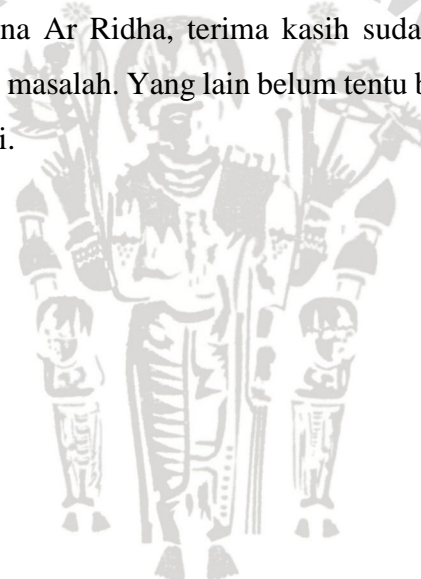 na Ar Ridha, terima kasih suda
masalah. Yang lain belum tentu b
i.